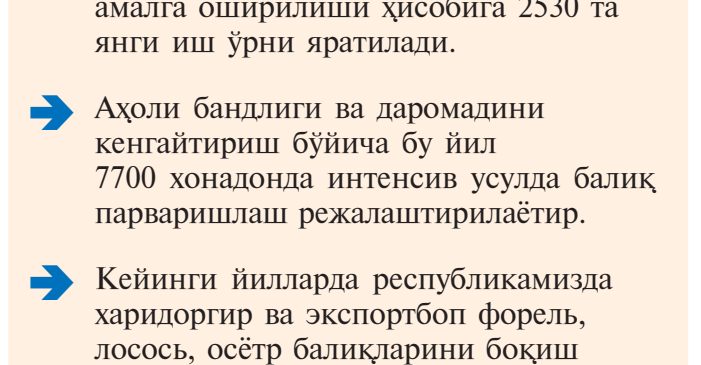 амалга оширилиши ҳисобига 2530 та
янги иш ўрни яратилади.
Аҳоли бандлиги ва даромадини
кенгайтириш бўйича бу йил
7700 хонадонда интенсив усулда балиқ
парваришлаш режалаштирилаётир.
Кейинги йилларда республикамизда
харидоргир ва экспортбоп форель,
лосось, осётр балиқларини боқиш